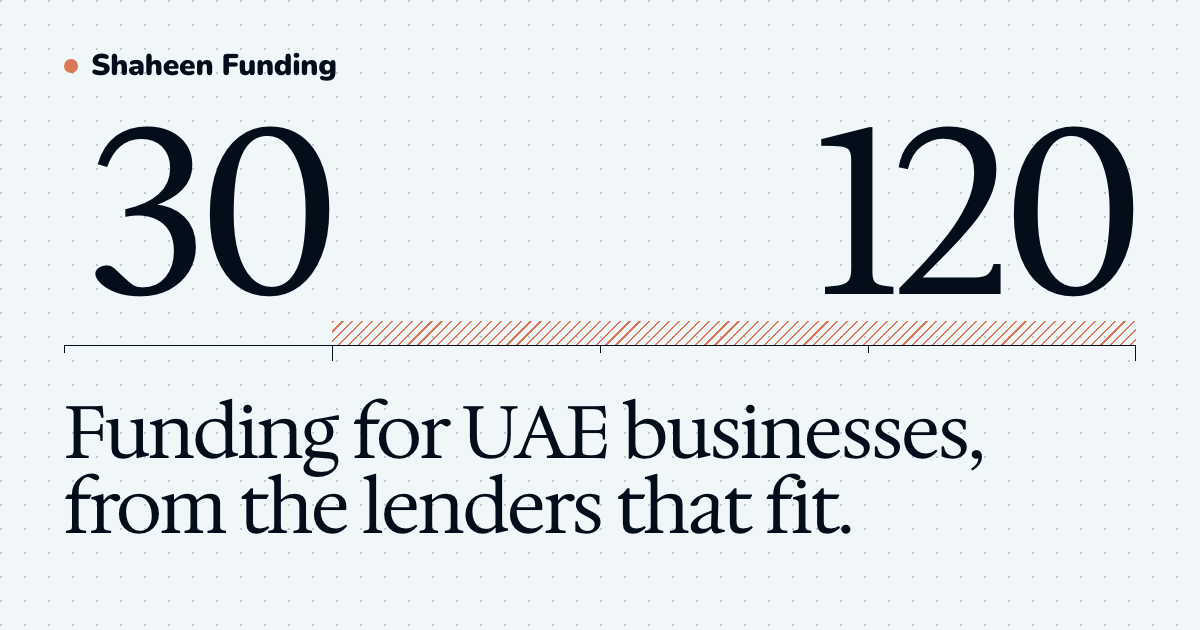 Shaheen Funding
30 120
Funding for UAE businesses,
from the lenders that fit.